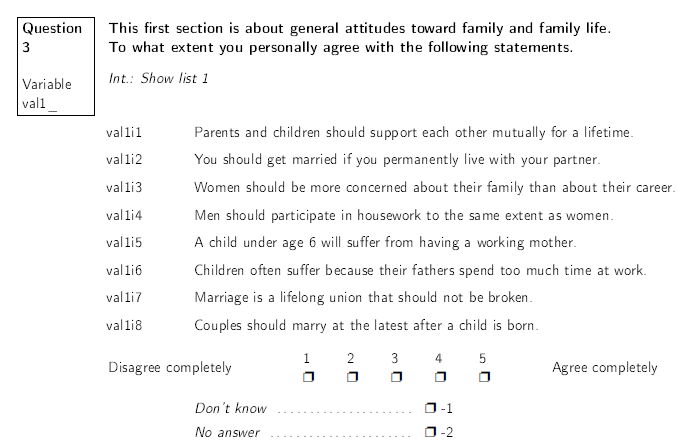 Question
3
Variable
val1_
This first section is about general attitudes toward family and family life.
To what extent you personally agree with the following statements.
Int.: Show list 1
val1i1 Parents and children should support each other mutually for a lifetime.
val1i2 You should get married if you permanently live with your partner.
val1i3 Women should be more concerned about their family than about their career.
val1i4 Men should participate in housework to the same extent as women.
val1i5 A child under age 6 will suffer from having a working mother.
val1i6 Children often suffer because their fathers spend too much time at work.
val1i7 Marriage is a lifelong union that should not be broken.
val1i8 Couples should marry at the latest after a child is born.
1 2 3 4 5
Disagree completely Agree completely
Don't know ..................... -1
No answer ...................... -2